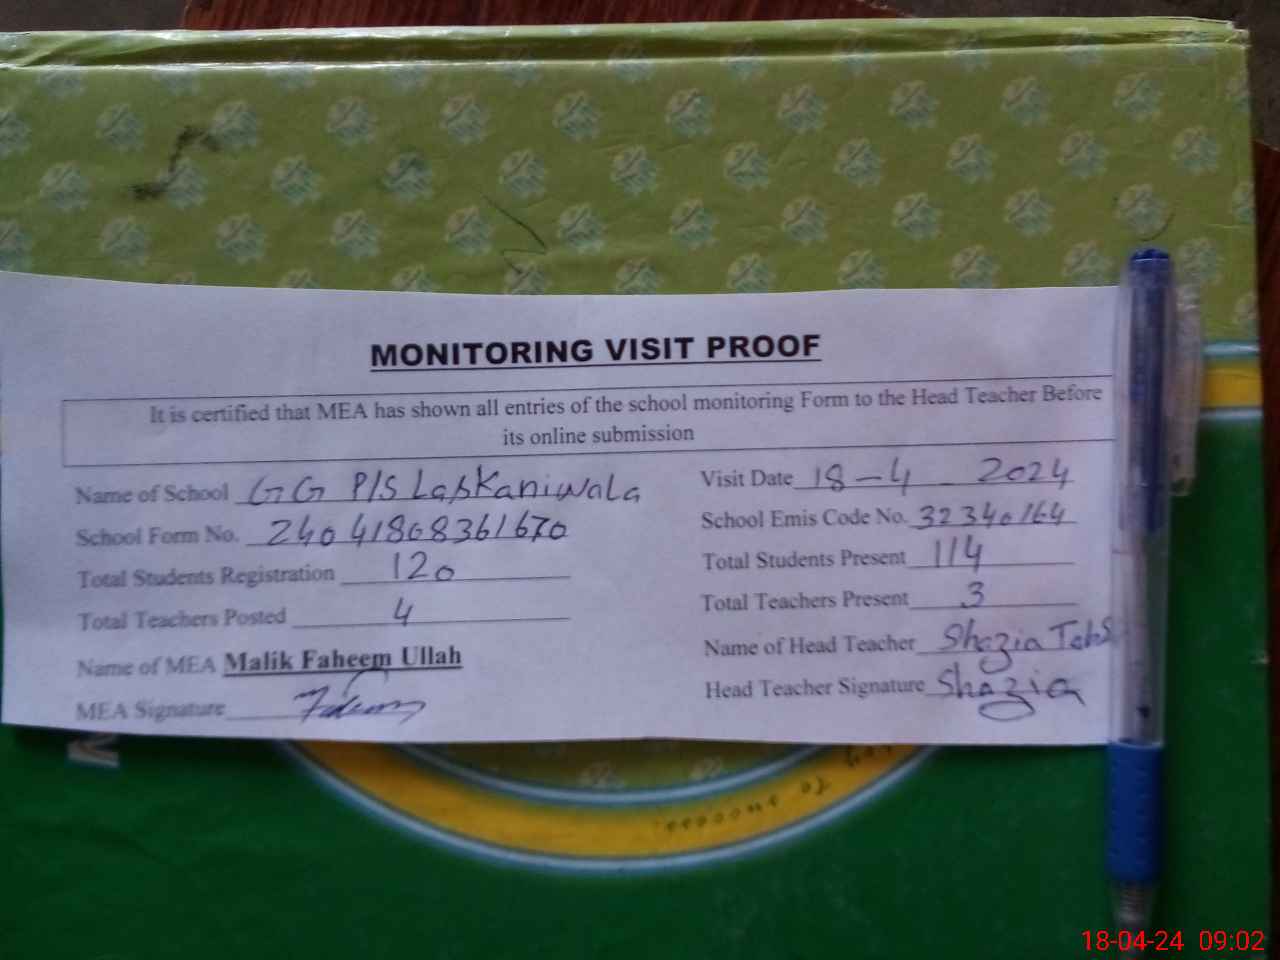 MONITORING VISIT PROOF
It is certified that MEA has shown all entries of the school monitoring Form to the Head Teacher Before
its online submission
Name of School GG P/S Laskaniwala
Visit Date 18-4-2024
School Form No. 24041808361670
School Emis Code No. 32340164
Total Students Registration 120
Total Students Present 114
Total Teachers Posted 4
Total Teachers Present 3
Name of MEA Malik Faheem Ullah
Name of Head Teacher Shazia
MEA Signature
Head Teacher Signature Shazia
18-04-24 09:02